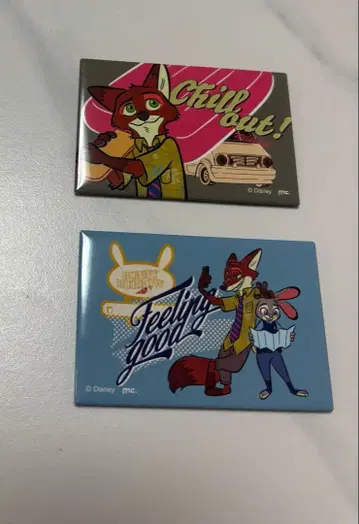 Chill
out!
© Disney mc.
Feeling
good
© Disney mc.